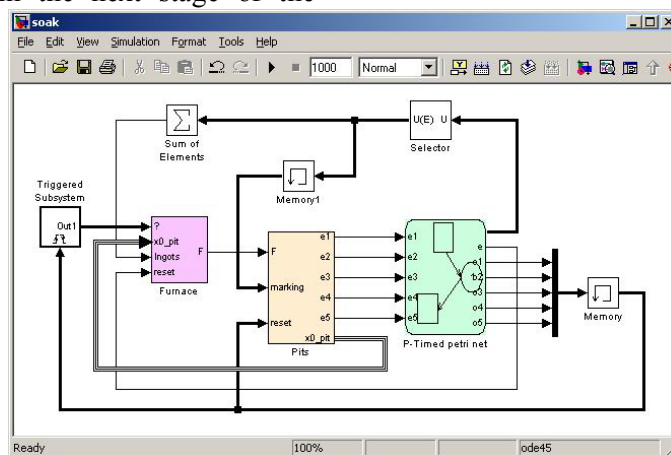 in the next stage of the
soak
File Edit View Simulation Format Tools Help
1000 Normal
U(E) U
Selector
Sum of
Elements
Memory1
Triggered
Subsystem
Out1
?
x0_pit
Ingots
reset
F
Furnace
F
marking
reset
e1
e2
e3
e4
e5
x0_pit
Pits
e1
e2
e3
e4
e5
e
o1
o3
o4
o5
P-Timed petri net
Memory
Ready 100% ode45